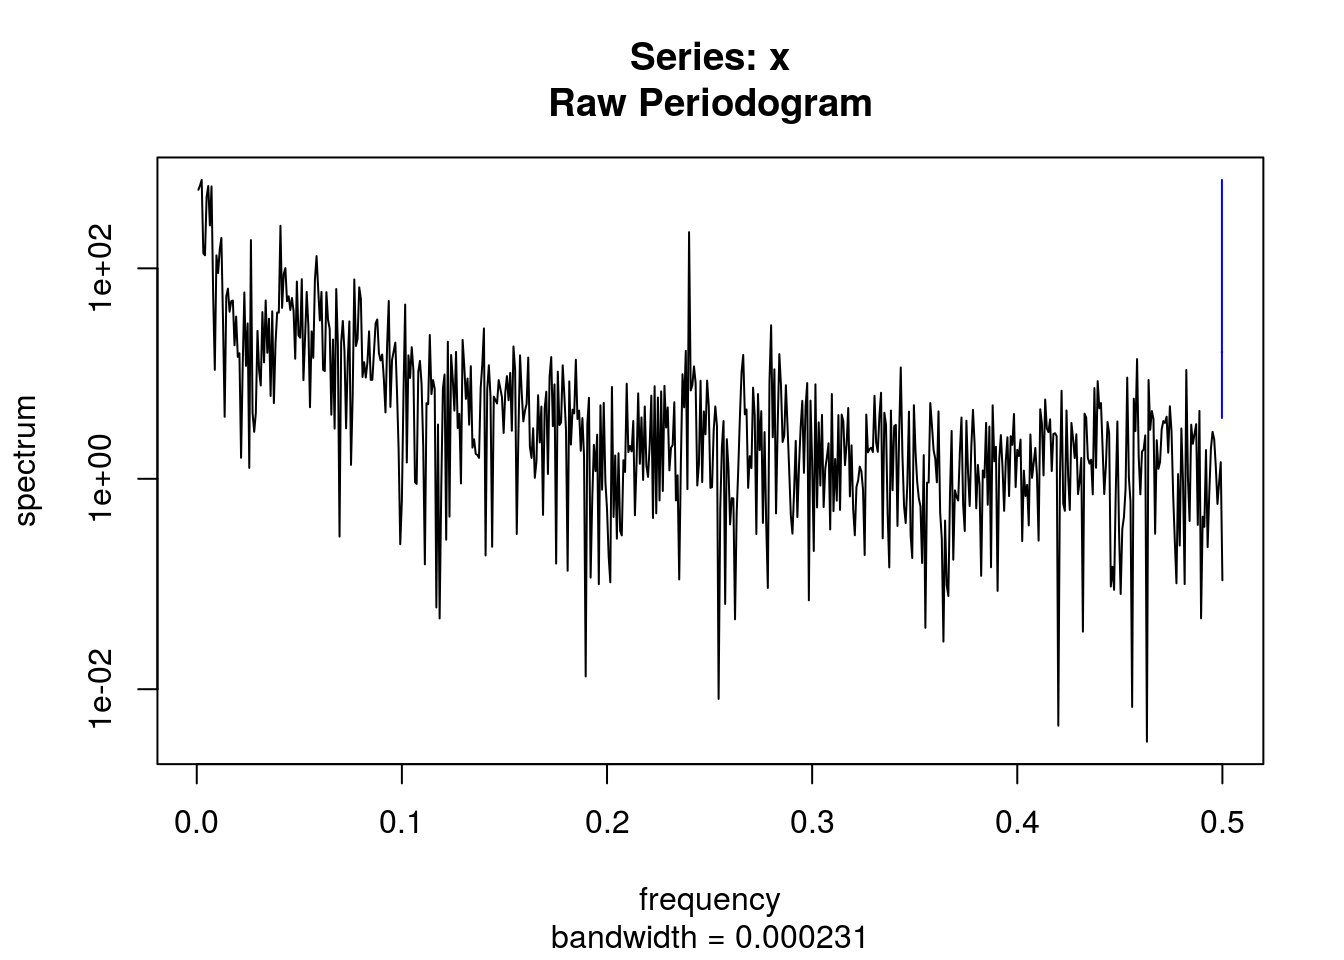 Series: x
Raw Periodogram
spectrum
1e+02
1e+00
1e-02
0.0 0.1 0.2 0.3 0.4 0.5
frequency
bandwidth = 0.000231